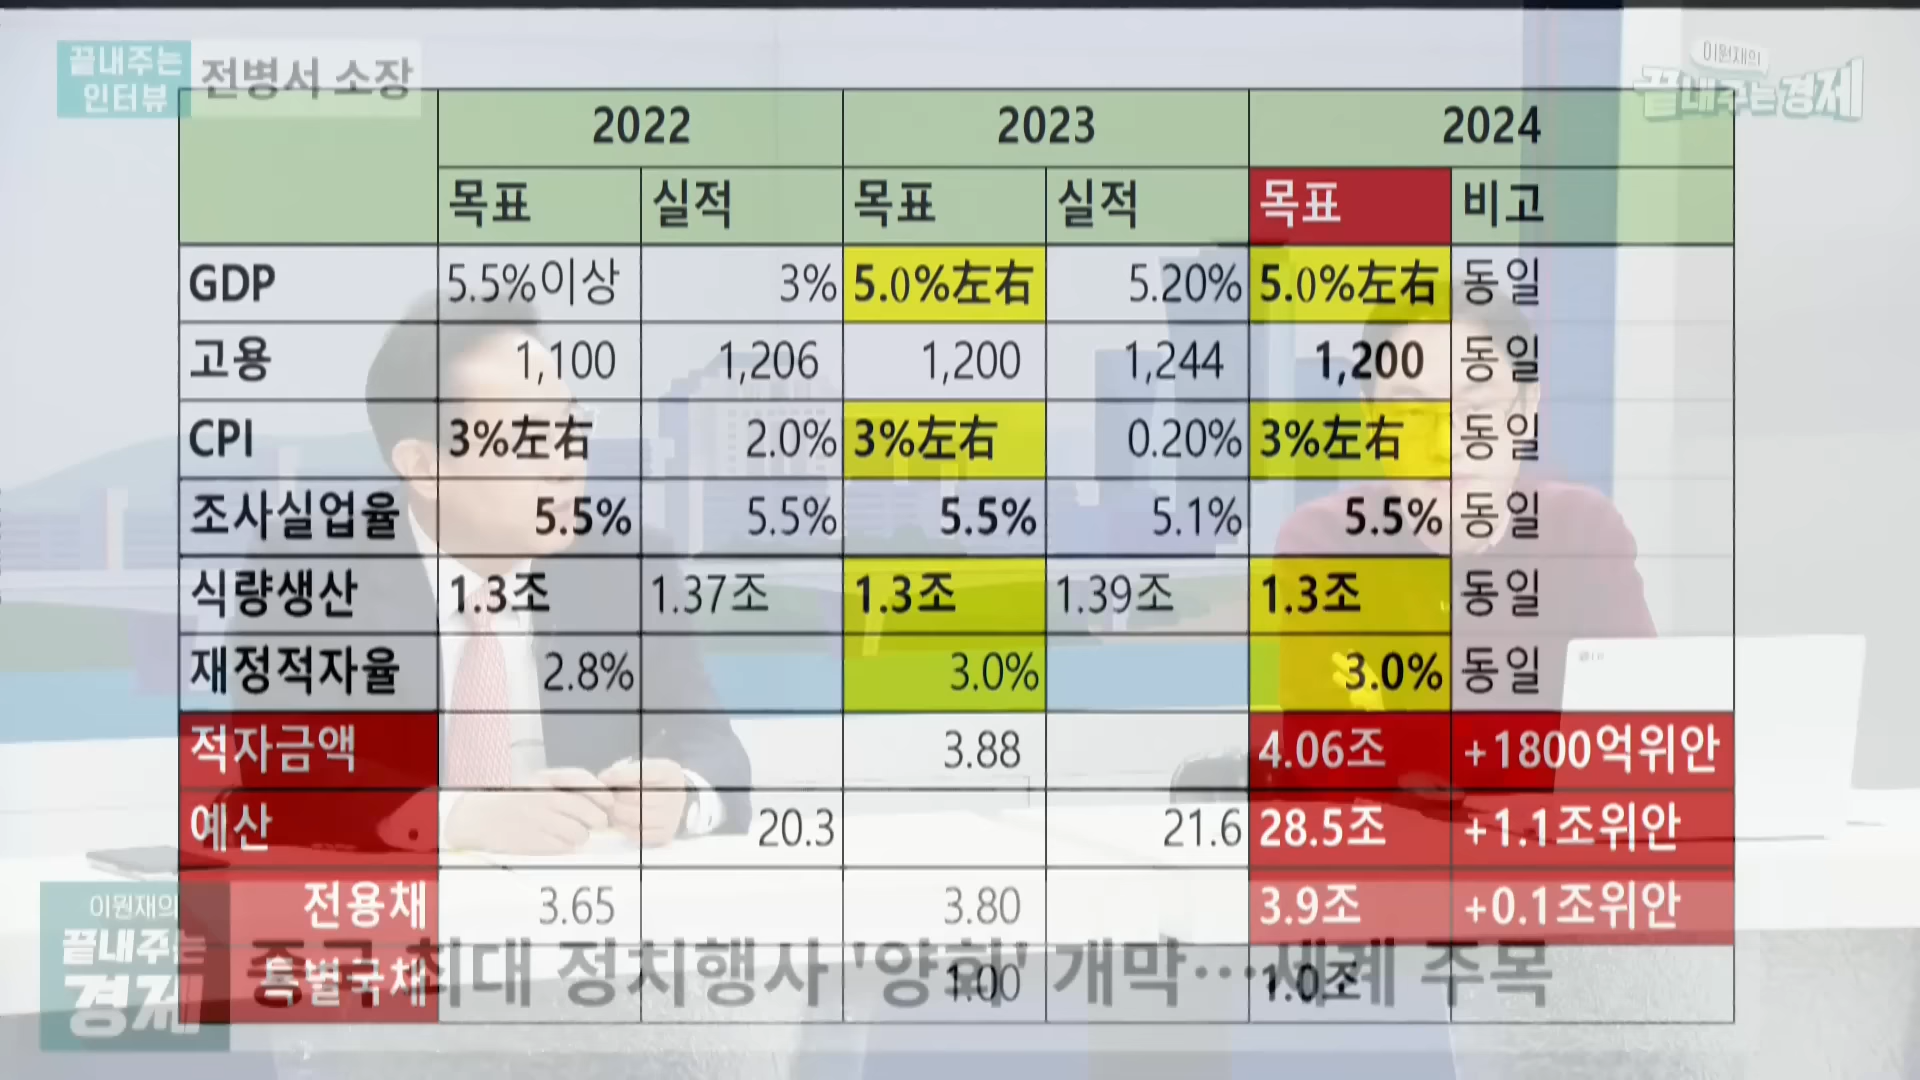 끝내주는
인터뷰
전병서 소장
이원재의
끝내주는 경제
2022 2023 2024
목표 실적 목표 실적 목표 비고
GDP 5.5%이상 3% 5.0%左右 5.20% 5.0%左右 동일
고용 1,100 1,206 1,200 1,244 1,200 동일
CPI 3%左右 2.0% 3%左右 0.20% 3%左右 동일
조사실업율 5.5% 5.5% 5.5% 5.1% 5.5% 동일
식량생산 1.3조 1.37조 1.3조 1.39조 1.3조 동일
재정적자율 2.8% 3.0% 3.0% 동일
적자금액 3.88 4.06조 +1800억위안
예산 20.3 21.6 28.5조 +1.1조위안
전용채 3.65 3.80 3.9조 +0.1조위안
특별국채 1.00 1.0조
이원재의
끝내주는
경제
중국 최대 정치행사 '양회' 개막…세계 주목